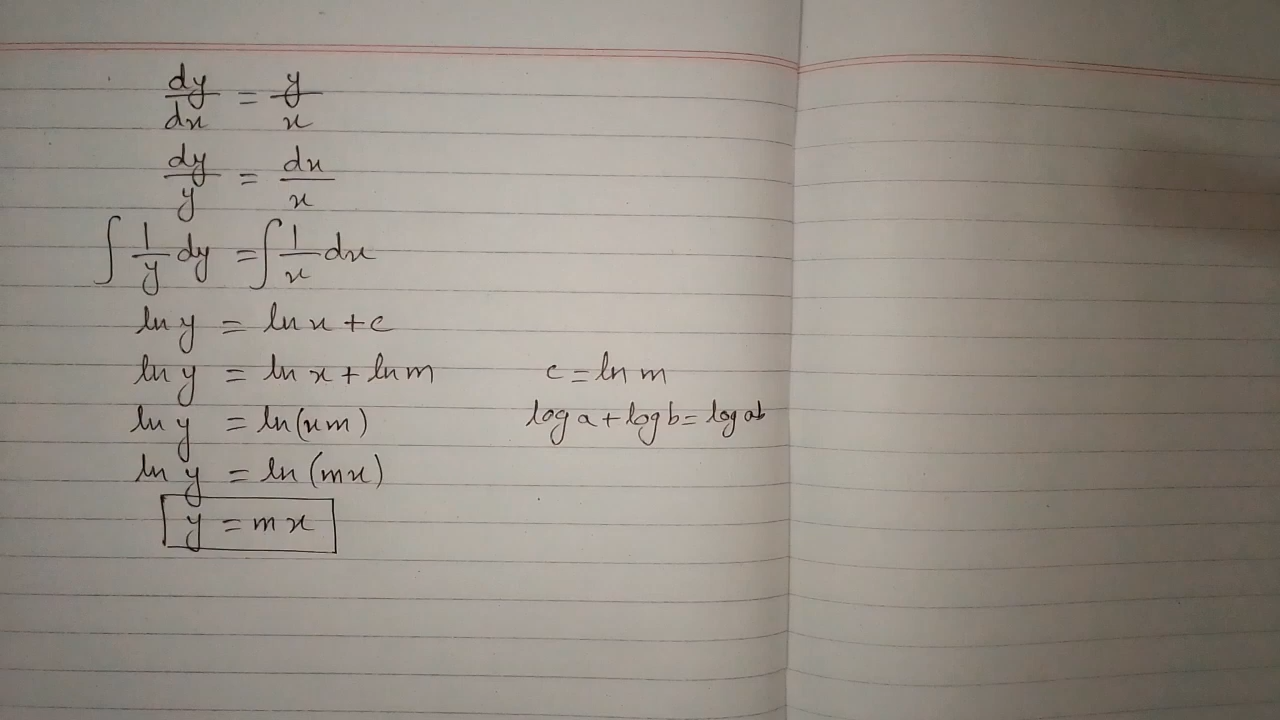 dy/dx = y/x
dy/y = dx/x
∫ 1/y dy = ∫ 1/x dx
ln y = ln x + c
ln y = ln x + ln m    c = ln m
ln y = ln(xm)    log a + log b = log ab
ln y = ln (mx)
y = mx